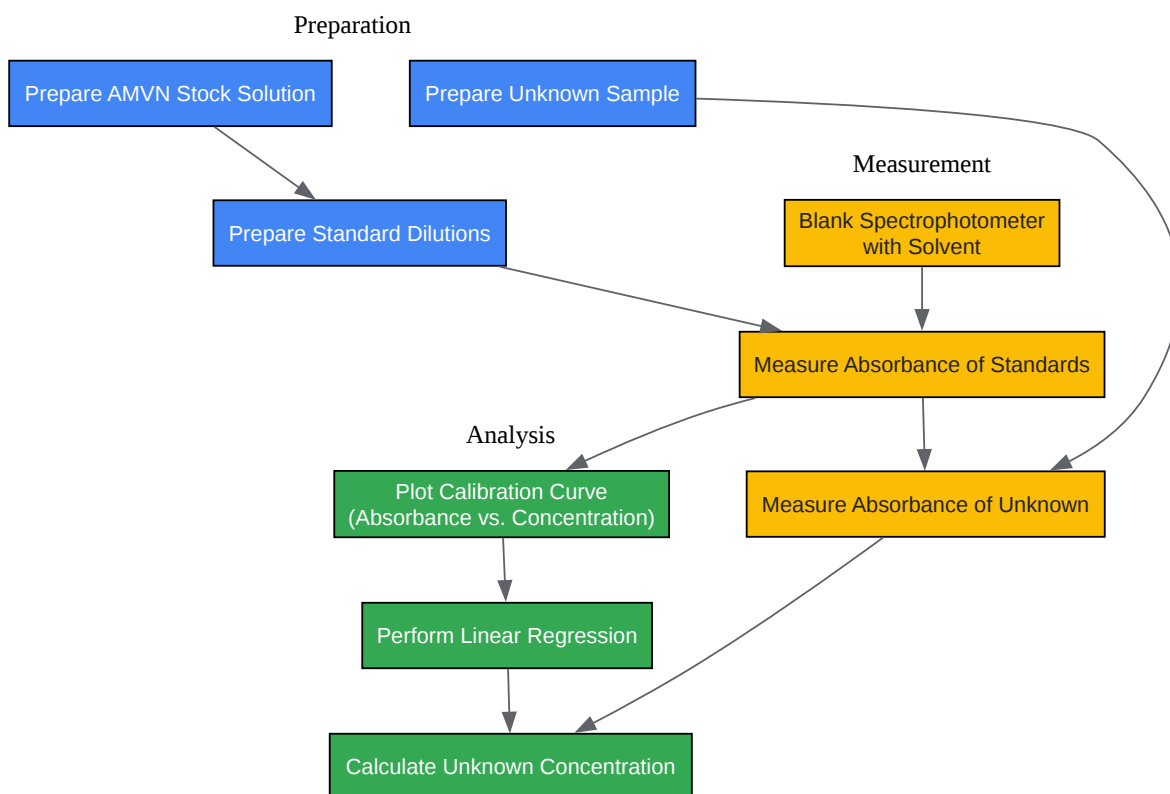 Preparation
Prepare AMVN Stock Solution
Prepare Unknown Sample
Measurement
Prepare Standard Dilutions
Blank Spectrophotometer
with Solvent
Measure Absorbance of Standards
Analysis
Plot Calibration Curve
(Absorbance vs. Concentration)
Measure Absorbance of Unknown
Perform Linear Regression
Calculate Unknown Concentration